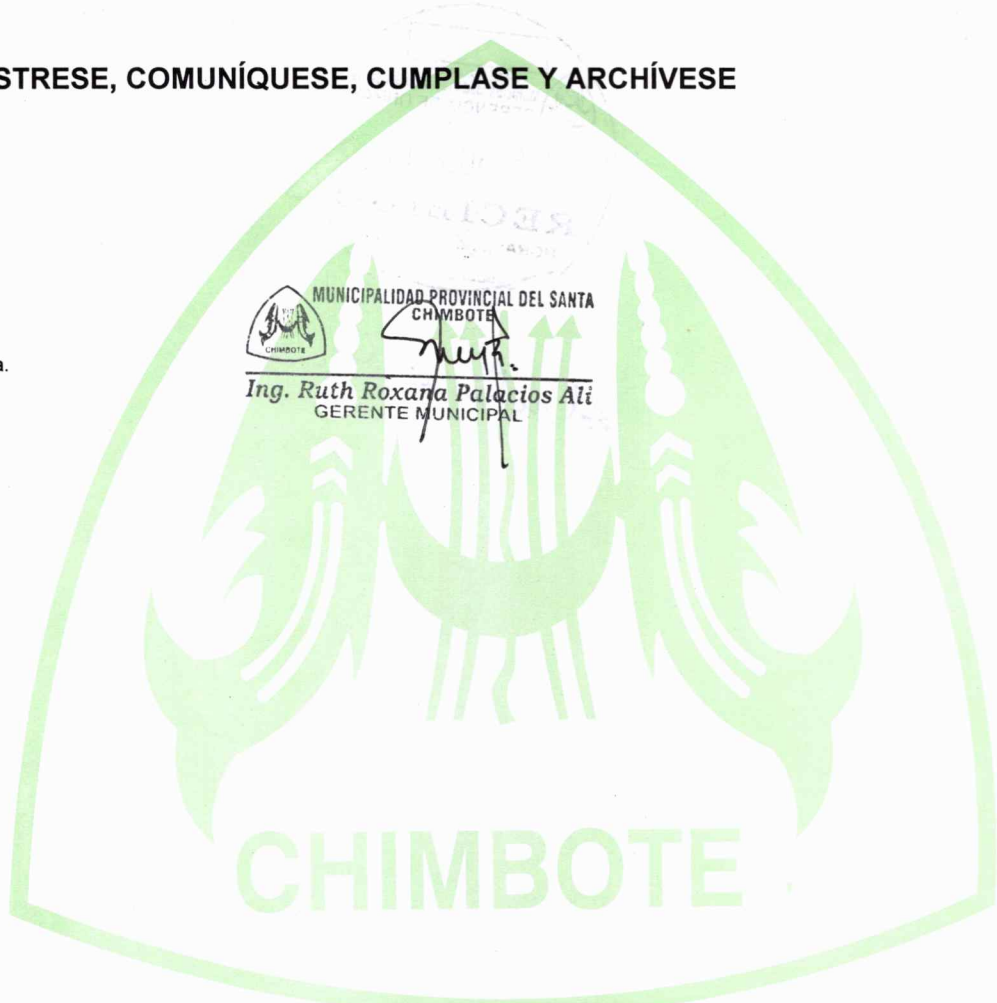 STRESE, COMUNÍQUESE, CUMPLASE Y ARCHÍVESE
MUNICIPALIDAD PROVINCIAL DEL SANTA
CHIMBOTE
CHIMBOTE
a.
Ing. Ruth Roxana Palacios Ali
GERENTE MUNICIPAL
CHIMBOTE